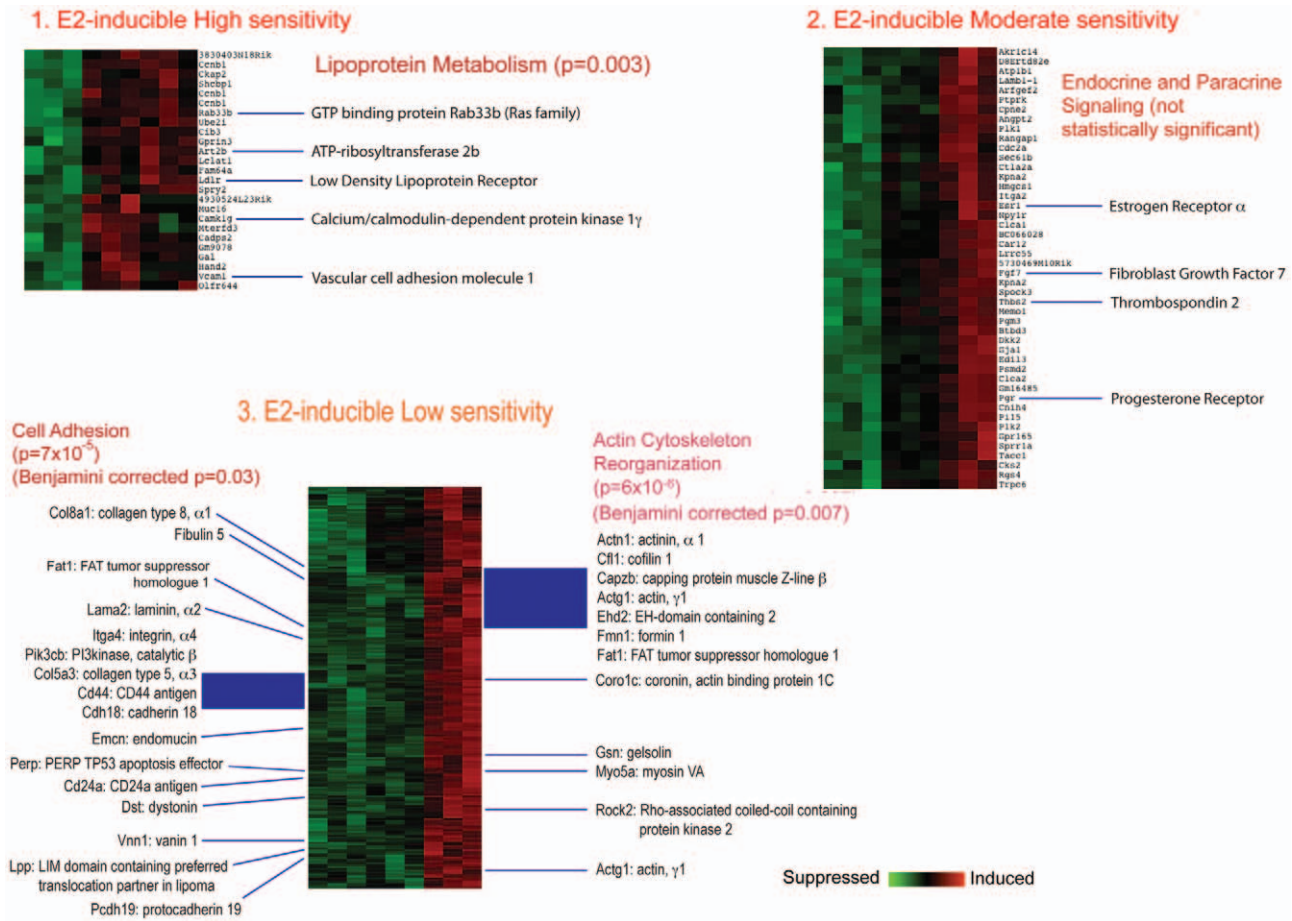 1. E2-inducible High sensitivity
Lipoprotein Metabolism (p=0.003)
3830403N18Rik
Ccnb1
Ckap2
Shcbp1
Ccnb1
Ccnb1
Rab33b
Ube2i
Cib3
Gprin3
Art2b
Lclat1
Fam64a
Ldlr
Spry2
4930524L23Rik
Muc16
Camk1g
Mterfd3
Cadps2
Gm9078
Gal
Hand2
Vcam1
Olfr644
GTP binding protein Rab33b (Ras family)
ATP-ribosyltransferase 2b
Low Density Lipoprotein Receptor
Calcium/calmodulin-dependent protein kinase 1γ
Vascular cell adhesion molecule 1
2. E2-inducible Moderate sensitivity
Endocrine and Paracrine
Signaling (not
statistically significant)
Akr1c14
D8Ertd82e
Atp1b1
Lamb1-1
Arfgef2
Ptprk
Cpne2
Angpt2
Plk1
Rangap1
Cdc2a
Sec61b
Ctla2a
Kpna2
Hmgcs1
Itga2
Esr1
Npy1r
Clca1
BC066028
Car12
Lrrc55
5730469M10Rik
Fgf7
Kpna2
Spock3
Thbs2
Memo1
Pgm3
Btbd3
Dkk2
Gja1
Edil3
Psmd2
Clca2
Gm16485
Pgr
Cnih4
Pi15
Plk2
Gpr165
Sprr1a
Tacc1
Cks2
Rgs4
Trpc6
Estrogen Receptor α
Fibroblast Growth Factor 7
Thrombospondin 2
Progesterone Receptor
3. E2-inducible Low sensitivity
Cell Adhesion
(p=7x10⁻⁵)
(Benjamini corrected p=0.03)
Col8a1: collagen type 8, α1
Fibulin 5
Fat1: FAT tumor suppressor
homologue 1
Lama2: laminin, α2
Itga4: integrin, α4
Pik3cb: PI3kinase, catalytic β
Col5a3: collagen type 5, α3
Cd44: CD44 antigen
Cdh18: cadherin 18
Emcn: endomucin
Perp: PERP TP53 apoptosis effector
Cd24a: CD24a antigen
Dst: dystonin
Vnn1: vanin 1
Lpp: LIM domain containing preferred
translocation partner in lipoma
Pcdh19: protocadherin 19
Actin Cytoskeleton
Reorganization
(p=6x10⁻⁶)
(Benjamini corrected p=0.007)
Actn1: actinin, α 1
Cfl1: cofilin 1
Capzb: capping protein muscle Z-line β
Actg1: actin, γ1
Ehd2: EH-domain containing 2
Fmn1: formin 1
Fat1: FAT tumor suppressor homologue 1
Coro1c: coronin, actin binding protein 1C
Gsn: gelsolin
Myo5a: myosin VA
Rock2: Rho-associated coiled-coil containing
protein kinase 2
Actg1: actin, γ1
Suppressed
Induced